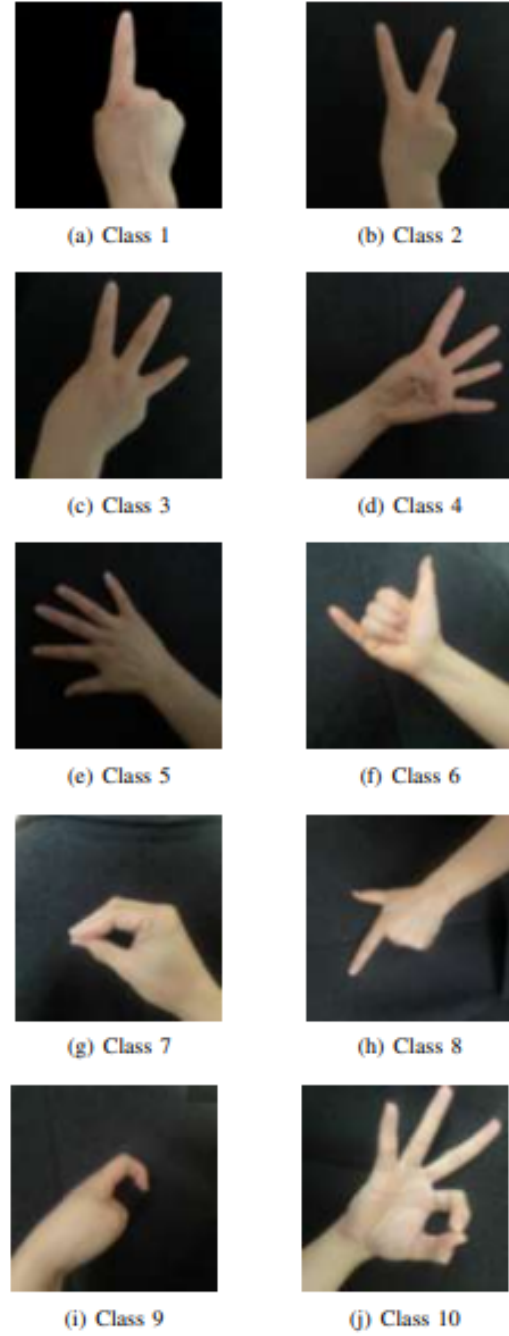 (a) Class 1
(b) Class 2
(c) Class 3
(d) Class 4
(e) Class 5
(f) Class 6
(g) Class 7
(h) Class 8
(i) Class 9
(j) Class 10